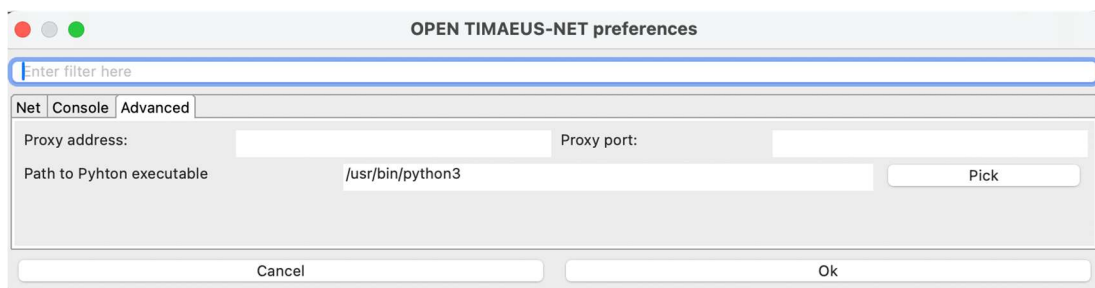 OPEN TIMAEUS-NET preferences
Enter filter here
Net Console Advanced
Proxy address: Proxy port:
Path to Pyhton executable /usr/bin/python3 Pick
Cancel Ok